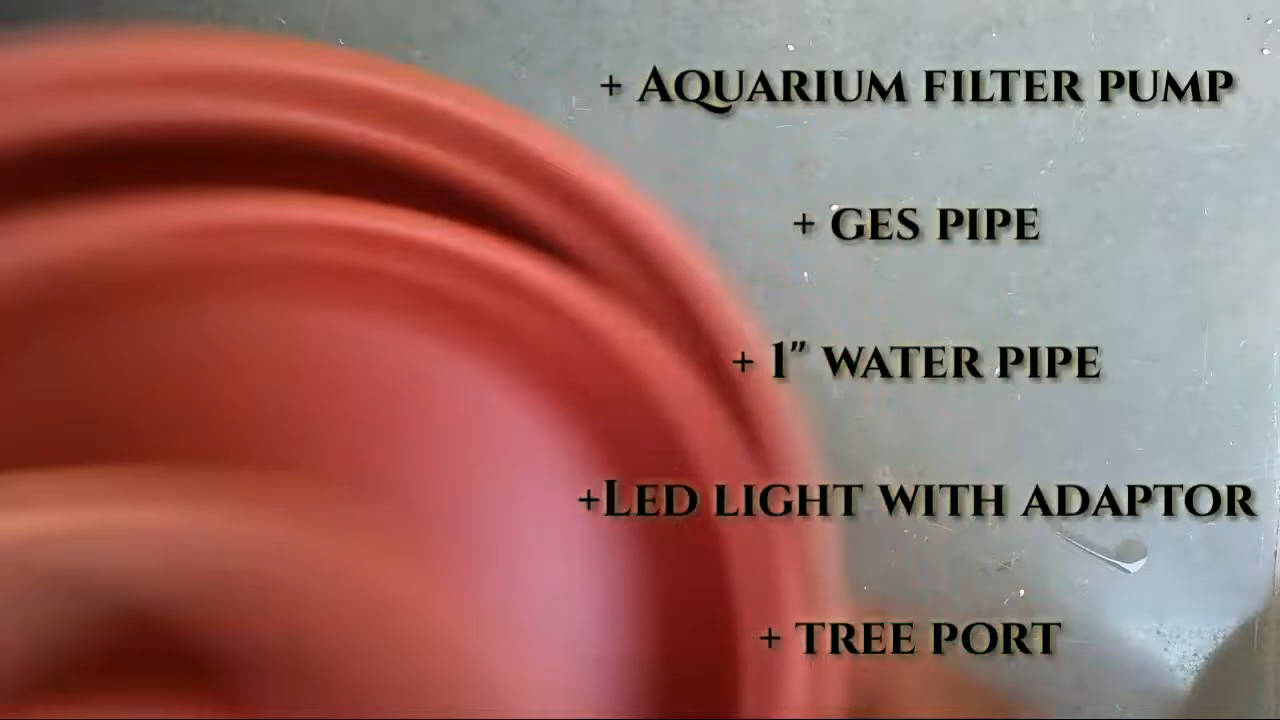 + Aquarium filter pump
+ ges pipe
+ 1" water pipe
+Led light with adaptor
+ tree port